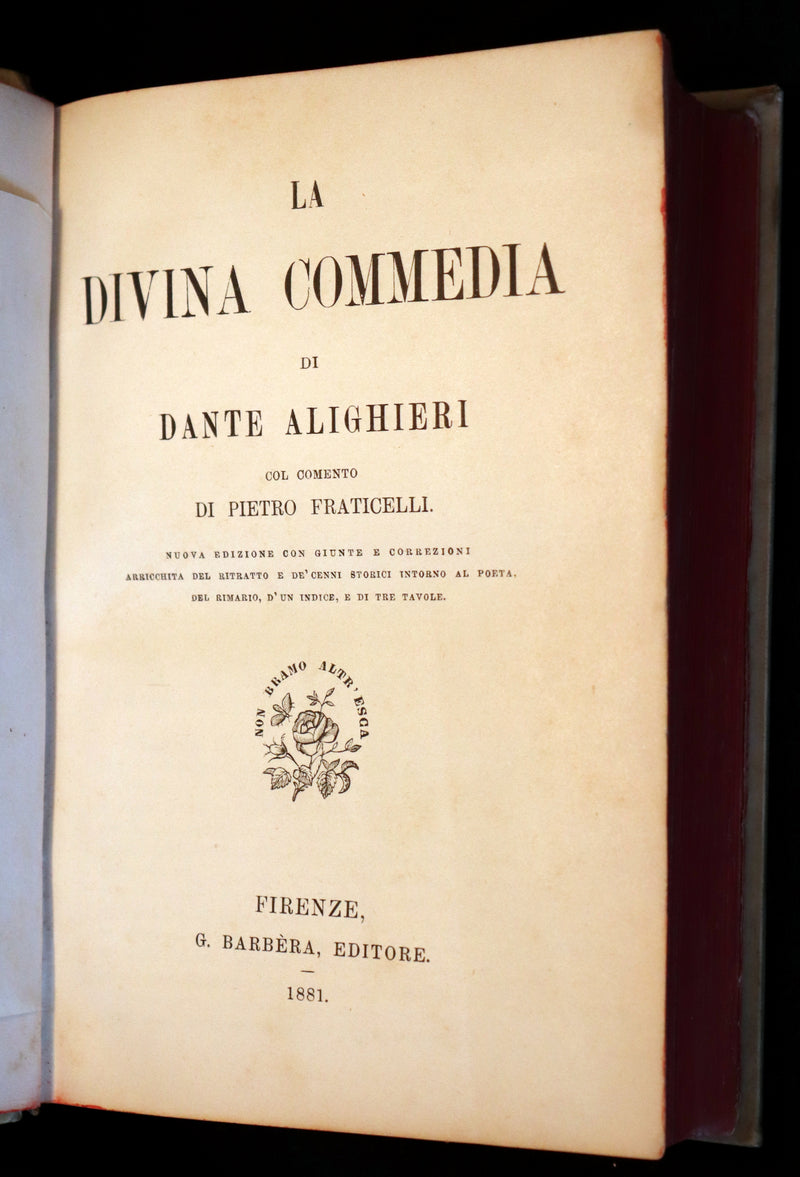 LA
DIVINA COMMEDIA
DI
DANTE ALIGHIERI
COL COMENTO
DI PIETRO FRATICELLI.
NUOVA EDIZIONE CON GIUNTE E CORREZIONI
ARRICCHITA DEL RITRATTO E DE' CENNI STORICI INTORNO AL POETA,
DEL RIMARIO, D'UN INDICE, E DI TRE TAVOLE.
NON BRAMO ALTR' ESCA
FIRENZE,
G. BARBÈRA, EDITORE.
1881.